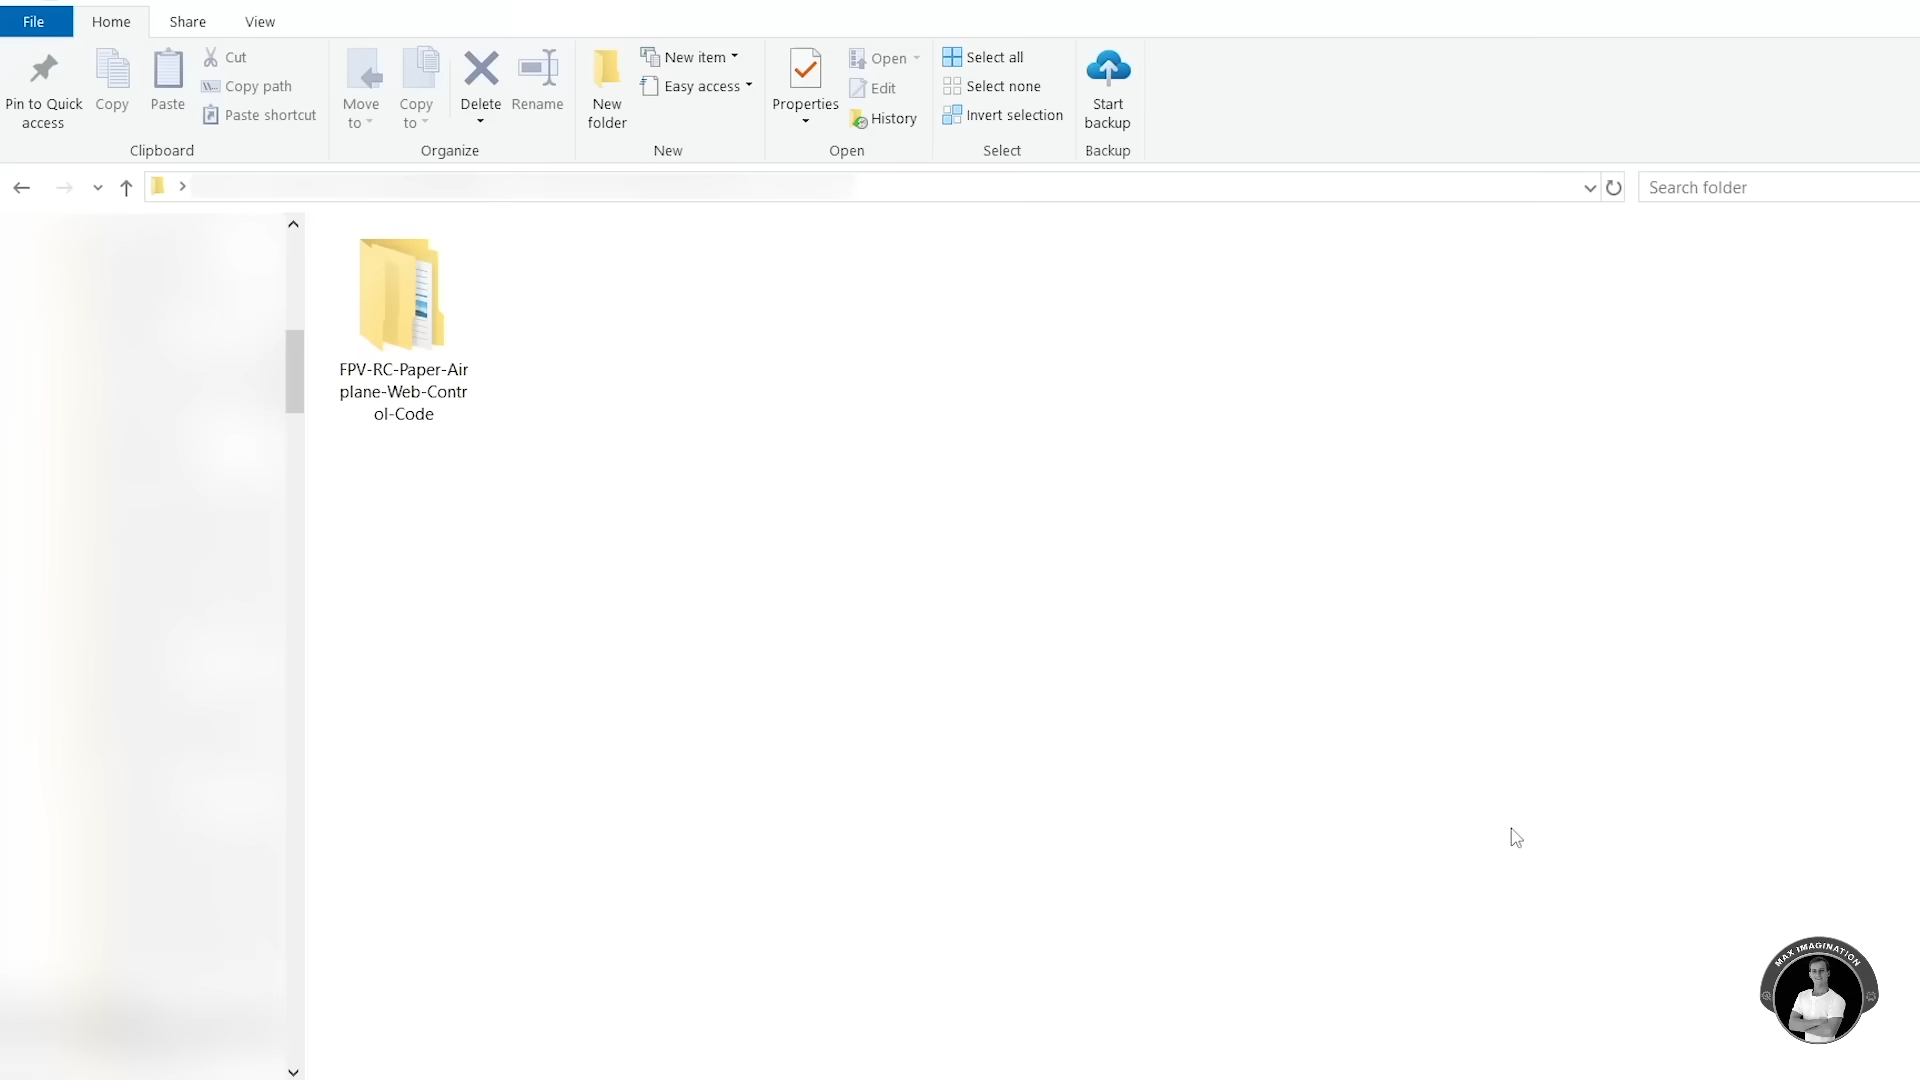 File Home Share View
Pin to Quick access
Copy
Paste
Cut
Copy path
Paste shortcut
Clipboard
Move to
Copy to
Delete
Rename
Organize
New folder
New item
Easy access
New
Properties
Open
Edit
History
Open
Select all
Select none
Invert selection
Select
Start backup
Backup
Search folder
FPV-RC-Paper-Air
plane-Web-Contr
ol-Code
MAX IMAGINATION